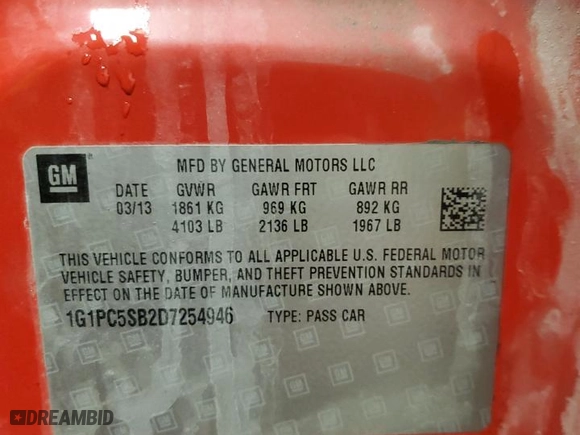 GM
MFD BY GENERAL MOTORS LLC
DATE GVWR GAWR FRT GAWR RR
03/13 1861 KG 969 KG 892 KG
4103 LB 2136 LB 1967 LB
THIS VEHICLE CONFORMS TO ALL APPLICABLE U.S. FEDERAL MOTOR
VEHICLE SAFETY, BUMPER, AND THEFT PREVENTION STANDARDS IN
EFFECT ON THE DATE OF MANUFACTURE SHOWN ABOVE.
1G1PC5SB2D7254946 TYPE: PASS CAR
DREAMBID